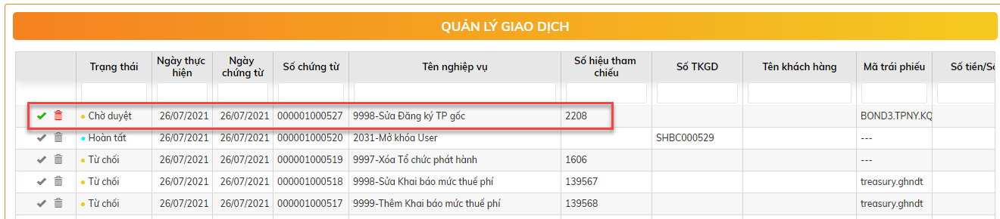 QUẢN LÝ GIAO DỊCH
Trạng thái Ngày thực hiện Ngày chứng từ Số chứng từ Tên nghiệp vụ Số hiệu tham chiếu Số TKGD Tên khách hàng Mã trái phiếu Số tiền/Số
Chờ duyệt 26/07/2021 26/07/2021 000001000527 9998-Sửa Đăng ký TP gốc 2208 BOND3.TPNY.KQ
Hoàn tất 26/07/2021 26/07/2021 000001000520 2031-Mở khóa User SHBC000529 ---
Từ chối 26/07/2021 26/07/2021 000001000519 9997-Xóa Tổ chức phát hành 1606 ---
Từ chối 26/07/2021 26/07/2021 000001000518 9998-Sửa Khai báo mức thuế phí 139567 treasury.ghndt
Từ chối 26/07/2021 26/07/2021 000001000517 9999-Thêm Khai báo mức thuế phí 139568 treasury.ghndt